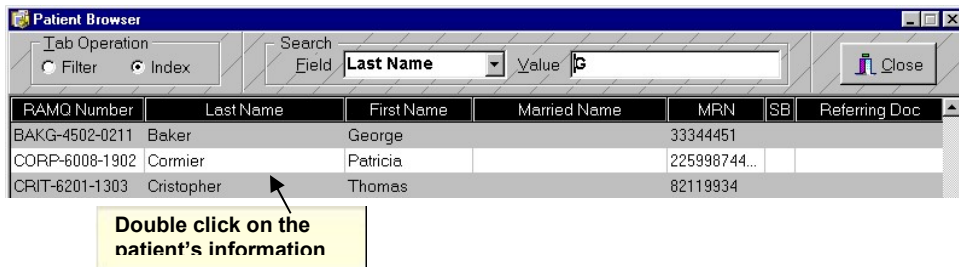 Patient Browser
Tab Operation
Filter Index
Search
Field Last Name Value G
Close
RAMQ Number Last Name First Name Married Name MRN SB Referring Doc
BAKG-4502-0211 Baker George 33344451
CORP-6008-1902 Cormier Patricia 225998744...
CRIT-6201-1303 Cristopher Thomas 82119934
Double click on the
patient's information